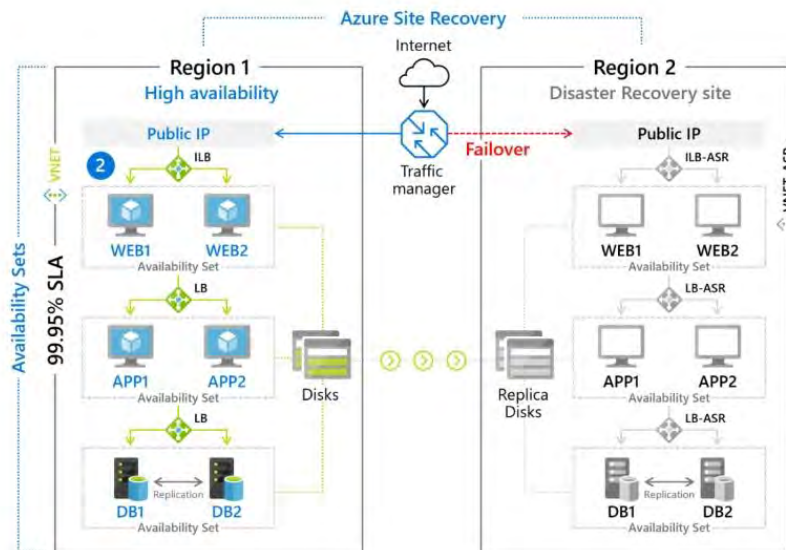 Azure Site Recovery
Internet
Region 1
High availability
Region 2
Disaster Recovery site
Public IP
Public IP
Failover
Traffic
manager
2
ILB
ILB-ASR
VNET
VNET-ASR
Availability Sets
99.95% SLA
WEB1
WEB2
Availability Set
WEB1
WEB2
Availability Set
LB
LB-ASR
APP1
APP2
Availability Set
Disks
Replica
Disks
APP1
APP2
Availability Set
LB
LB-ASR
Replication
DB1
DB2
Availability Set
Replication
DB1
DB2
Availability Set